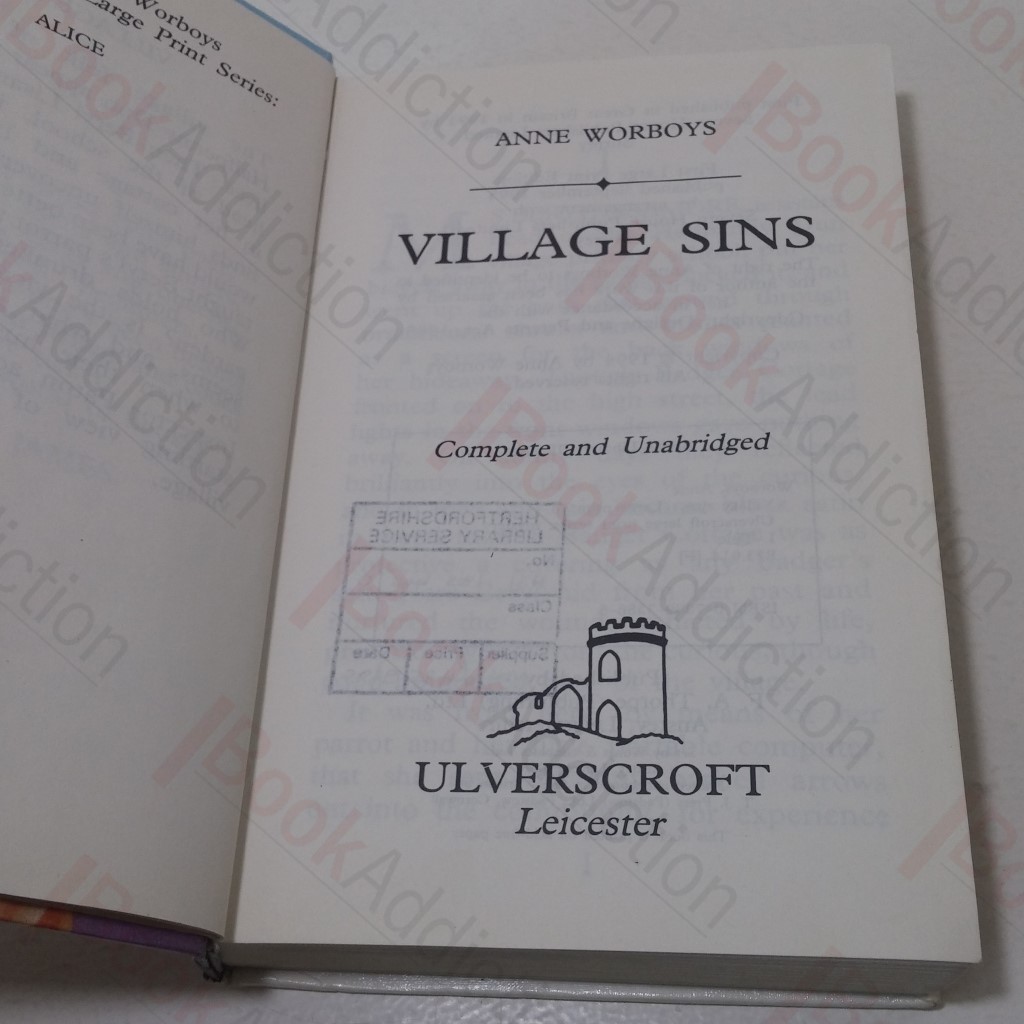 Worboys
Large Print Series:
ALICE
ANNE WORBOYS
VILLAGE SINS
Complete and Unabridged
HERTFORDSHIRE
LIBRARY SERVICE
No.
Class
Supplier Price Date
ULVERSCROFT
Leicester
BookAddiction